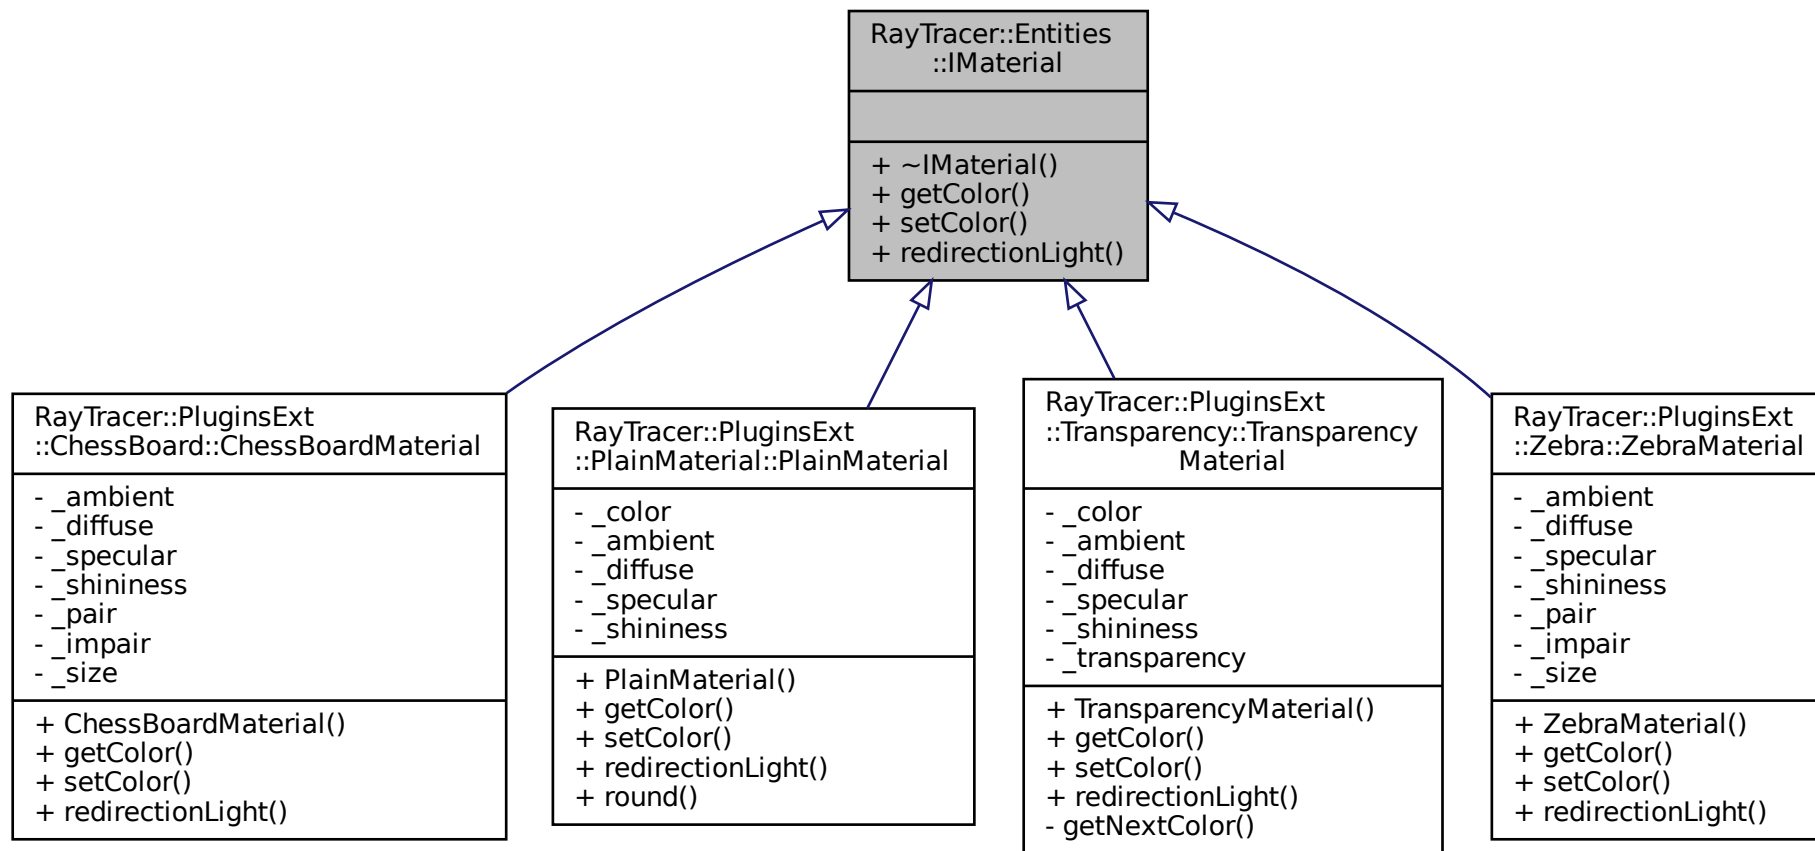 RayTracer::Entities
::IMaterial
+ ~IMaterial()
+ getColor()
+ setColor()
+ redirectionLight()
RayTracer::PluginsExt
::ChessBoard::ChessBoardMaterial
- _ambient
- _diffuse
- _specular
- _shininess
- _pair
- _impair
- _size
+ ChessBoardMaterial()
+ getColor()
+ setColor()
+ redirectionLight()
RayTracer::PluginsExt
::PlainMaterial::PlainMaterial
- _color
- _ambient
- _diffuse
- _specular
- _shininess
+ PlainMaterial()
+ getColor()
+ setColor()
+ redirectionLight()
+ round()
RayTracer::PluginsExt
::Transparency::Transparency
Material
- _color
- _ambient
- _diffuse
- _specular
- _shininess
- _transparency
+ TransparencyMaterial()
+ getColor()
+ setColor()
+ redirectionLight()
- getNextColor()
RayTracer::PluginsExt
::Zebra::ZebraMaterial
- _ambient
- _diffuse
- _specular
- _shininess
- _pair
- _impair
- _size
+ ZebraMaterial()
+ getColor()
+ setColor()
+ redirectionLight()